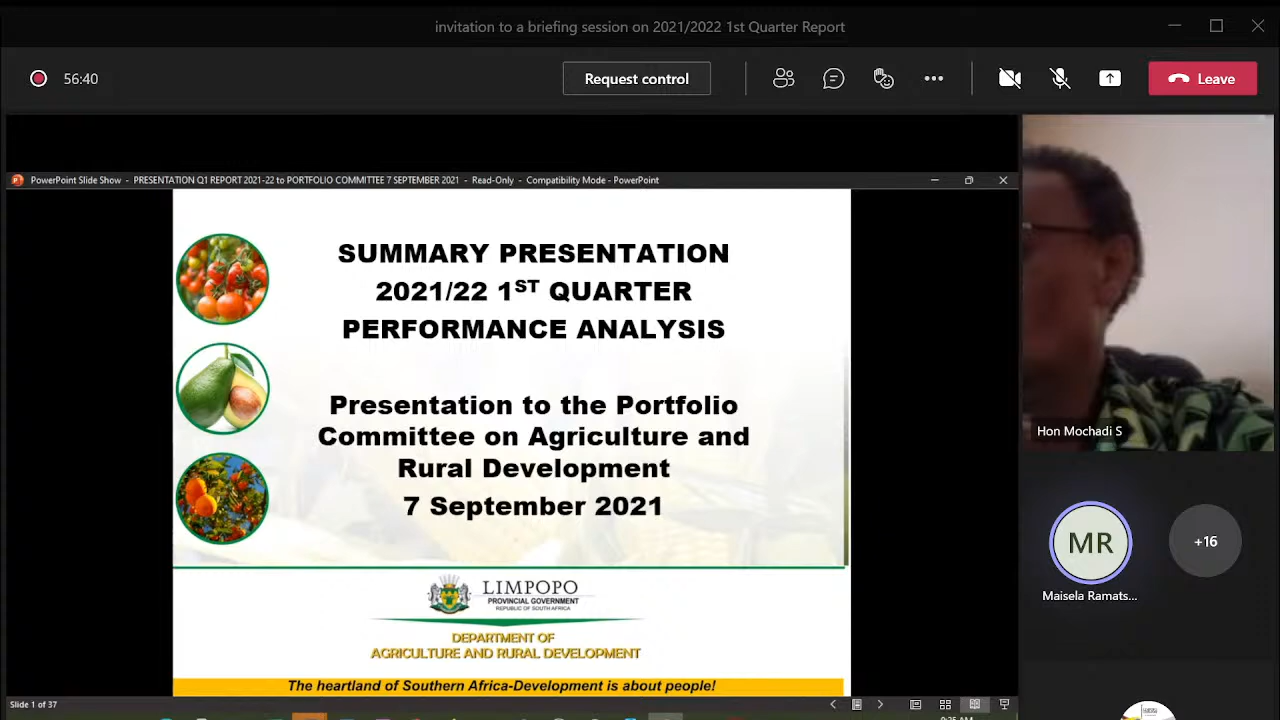 invitation to a briefing session on 2021/2022 1st Quarter Report
56:40
Request control
Leave
PowerPoint Slide Show - PRESENTATION Q1 REPORT 2021-22 to PORTFOLIO COMMITTEE 7 SEPTEMBER 2021 - Read-Only - Compatibility Mode - PowerPoint
SUMMARY PRESENTATION
2021/22 1ST QUARTER
PERFORMANCE ANALYSIS
Presentation to the Portfolio
Committee on Agriculture and
Rural Development
7 September 2021
LIMPOPO
PROVINCIAL GOVERNMENT
REPUBLIC OF SOUTH AFRICA
DEPARTMENT OF
AGRICULTURE AND RURAL DEVELOPMENT
The heartland of Southern Africa-Development is about people!
Slide 1 of 37
Hon Mochadi S
MR
+16
Maisela Ramats...